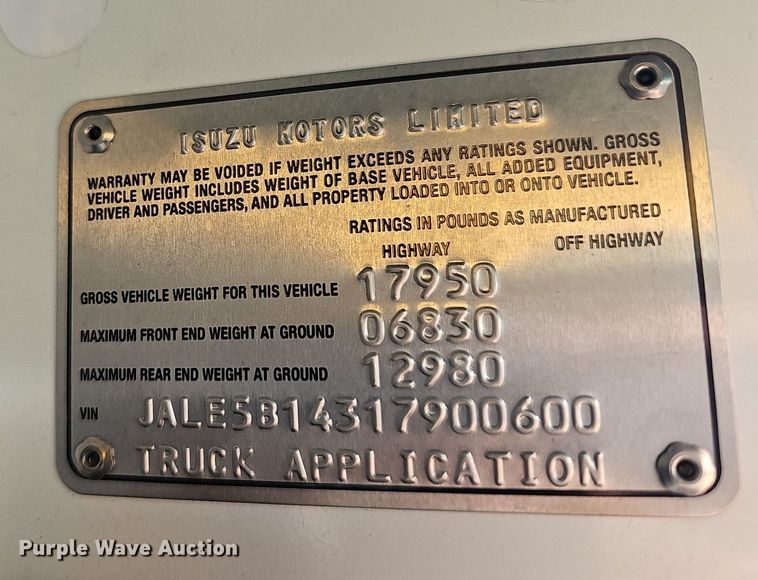 ISUZU MOTORS LIMITED
WARRANTY MAY BE VOIDED IF WEIGHT EXCEEDS ANY RATINGS SHOWN. GROSS
VEHICLE WEIGHT INCLUDES WEIGHT OF BASE VEHICLE, ALL ADDED EQUIPMENT,
DRIVER AND PASSENGERS, AND ALL PROPERTY LOADED INTO OR ONTO VEHICLE.
RATINGS IN POUNDS AS MANUFACTURED
HIGHWAY OFF HIGHWAY
GROSS VEHICLE WEIGHT FOR THIS VEHICLE 17950
MAXIMUM FRONT END WEIGHT AT GROUND 06830
MAXIMUM REAR END WEIGHT AT GROUND 12980
VIN JALE5B14317900600
TRUCK APPLICATION
Purple Wave Auction